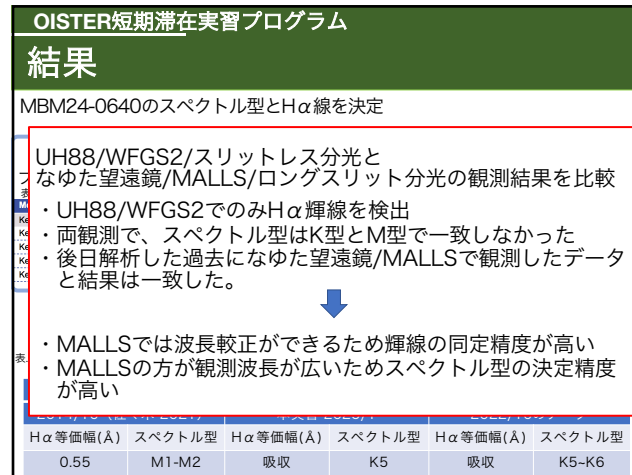 OISTER短期滞在実習プログラム
結果
MBM24-0640のスペクトル型とHα線を決定
UH88/WFGS2/スリットレス分光と
なゆた望遠鏡/MALLS/ロングスリット分光の観測結果を比較
・UH88/WFGS2でのみHα輝線を検出
・両観測で、スペクトル型はK型とM型で一致しなかった
・後日解析した過去になゆた望遠鏡/MALLSで観測したデータ
と結果は一致した。
・MALLSでは波長較正ができるため輝線の同定精度が高い
・MALLSの方が観測波長が広いためスペクトル型の決定精度
が高い
Hα等価幅(Å) スペクトル型 Hα等価幅(Å) スペクトル型 Hα等価幅(Å) スペクトル型
0.55 M1-M2 吸収 K5 吸収 K5~K6